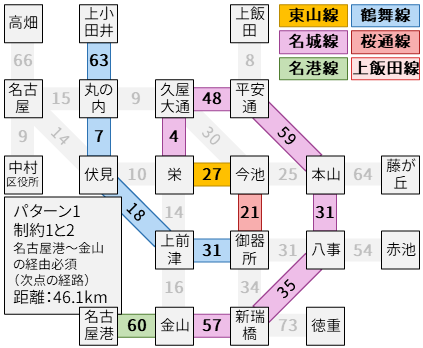 高畑
上小
田井
上飯
田
東山線
鶴舞線
名城線
桜通線
名港線
上飯田線
66
63
8
名古
屋
15
丸の
内
9
久屋
大通
48
平安
通
9
14
7
4
30
59
中村
区役所
伏見
10
栄
27
今池
25
本山
64
藤が
丘
18
14
21
31
パターン1
制約1と2
名古屋港～金山
の経由必須
(次点の経路)
距離：46.1km
上前
津
31
御器
所
31
八事
54
赤池
16
34
35
名古
屋港
60
金山
57
新瑞
橋
73
徳重